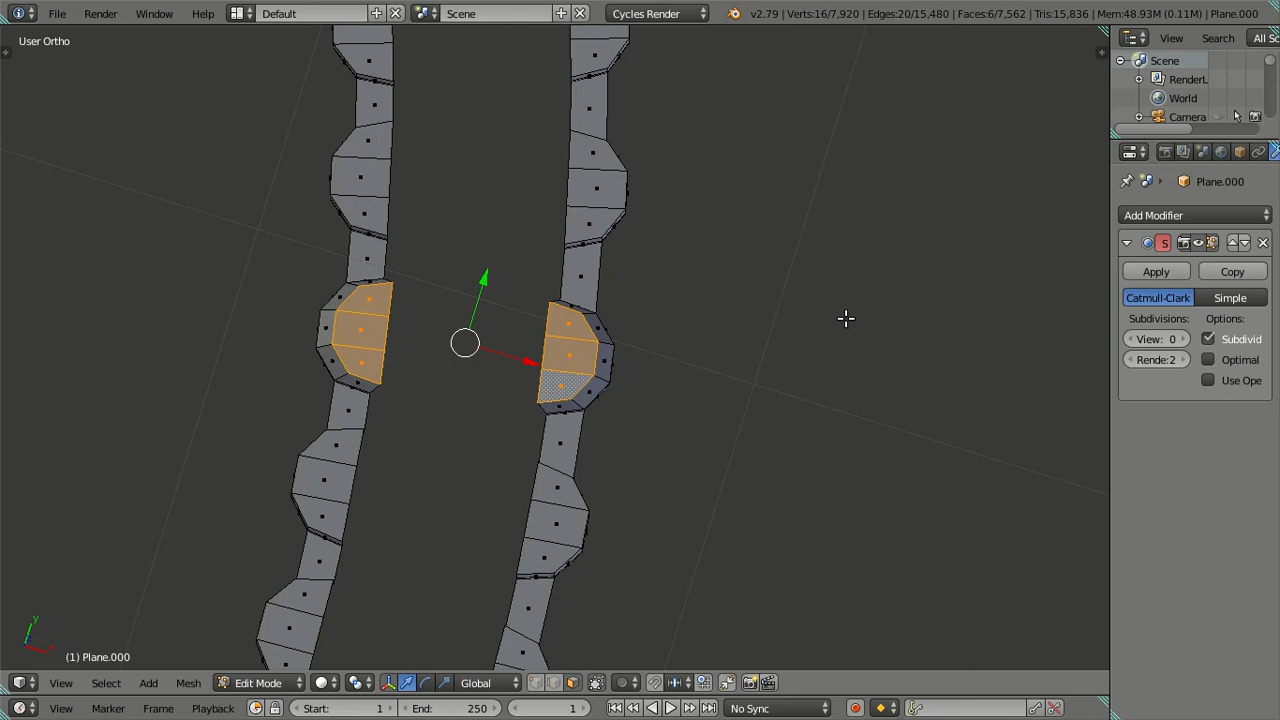 File Render Window Help Default Scene Cycles Render v2.79 | Verts:16/7,920 | Edges:20/15,480 | Faces:6/7,562 | Tris:15,836 | Mem:48.93M (0.11M) | Plane.000
User Ortho
View Search All Sc
Scene
RenderL
World
Camera
Plane.000
Add Modifier
S
Apply Copy
Catmull-Clark Simple
Subdivisions: Options:
View: 0 Subdivid
Rende: 2 Optimal
Use Ope
y
x
(1) Plane.000
View Select Add Mesh Edit Mode Global
View Marker Frame Playback Start: 1 End: 250 1 No Sync